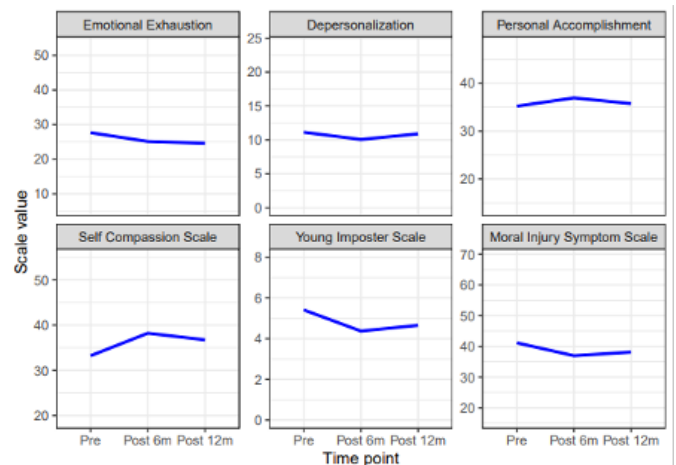 Emotional Exhaustion
Depersonalization
Personal Accomplishment
50
40
30
20
10
25
20
15
10
5
0
40
30
20
Scale value
Self Compassion Scale
Young Imposter Scale
Moral Injury Symptom Scale
50
40
30
20
8
6
4
2
0
70
60
50
40
30
20
Pre Post 6m Post 12m
Pre Post 6m Post 12m
Pre Post 6m Post 12m
Time point